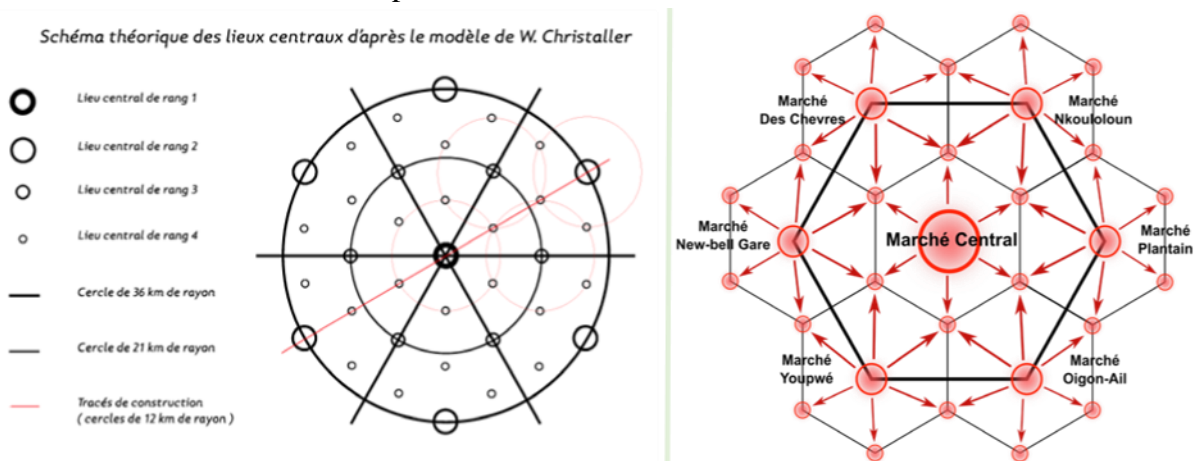 Schéma théorique des lieux centraux d'après le modèle de W. Christaller
Lieu central de rang 1
Lieu central de rang 2
Lieu central de rang 3
Lieu central de rang 4
Cercle de 36 km de rayon
Cercle de 21 km de rayon
Tracés de construction
( cercles de 12 km de rayon )
Marché
Des Chevres
Marché
Nkouloloun
Marché
New-bell Gare
Marché Central
Marché
Plantain
Marché
Youpwé
Marché
Oigon-Ail